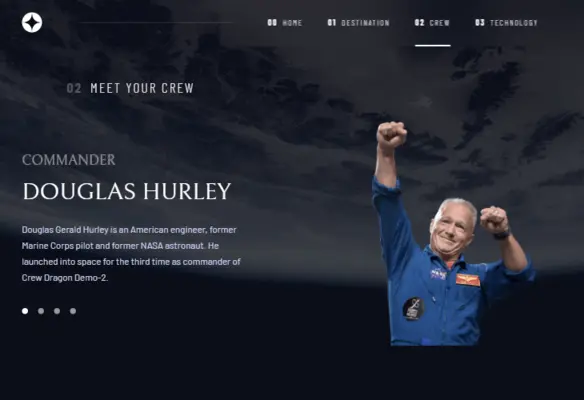 00 HOME
01 DESTINATION
02 CREW
03 TECHNOLOGY
02 MEET YOUR CREW
COMMANDER
DOUGLAS HURLEY
Douglas Gerald Hurley is an American engineer, former
Marine Corps pilot and former NASA astronaut. He
launched into space for the third time as commander of
Crew Dragon Demo-2.